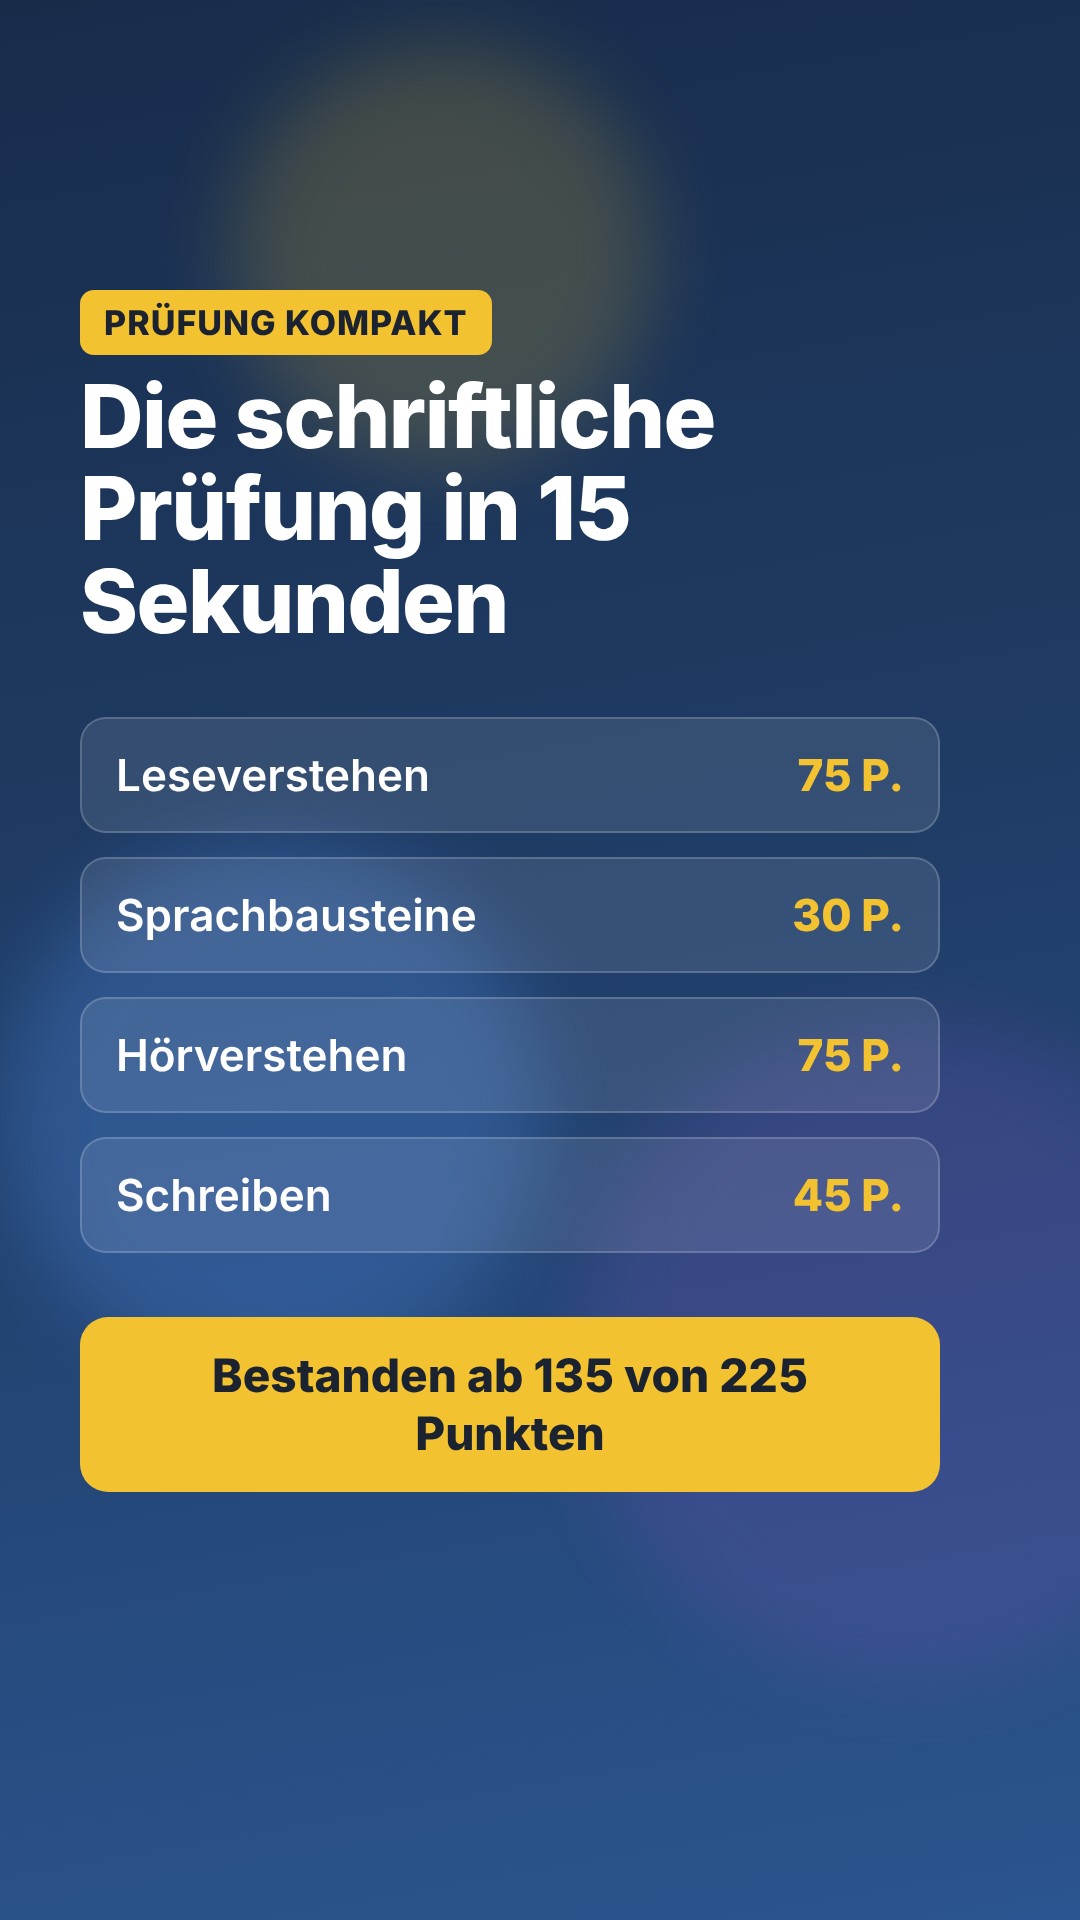 PRÜFUNG KOMPAKT
Die schriftliche
Prüfung in 15
Sekunden
Leseverstehen 75 P.
Sprachbausteine 30 P.
Hörverstehen 75 P.
Schreiben 45 P.
Bestanden ab 135 von 225
Punkten